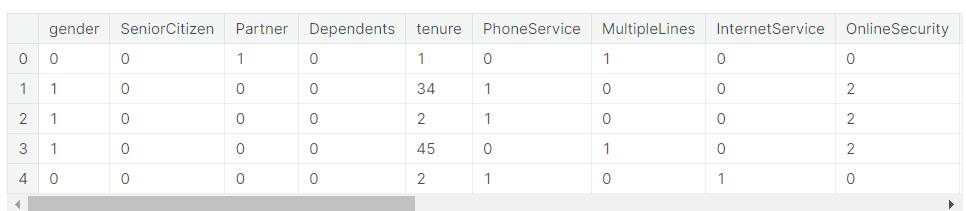 gender SeniorCitizen Partner Dependents tenure PhoneService MultipleLines InternetService OnlineSecurity
0 0 0 1 0 1 0 1 0 0
1 1 0 0 0 34 1 0 0 2
2 1 0 0 0 2 1 0 0 2
3 1 0 0 0 45 0 1 0 2
4 0 0 0 0 2 1 0 1 0